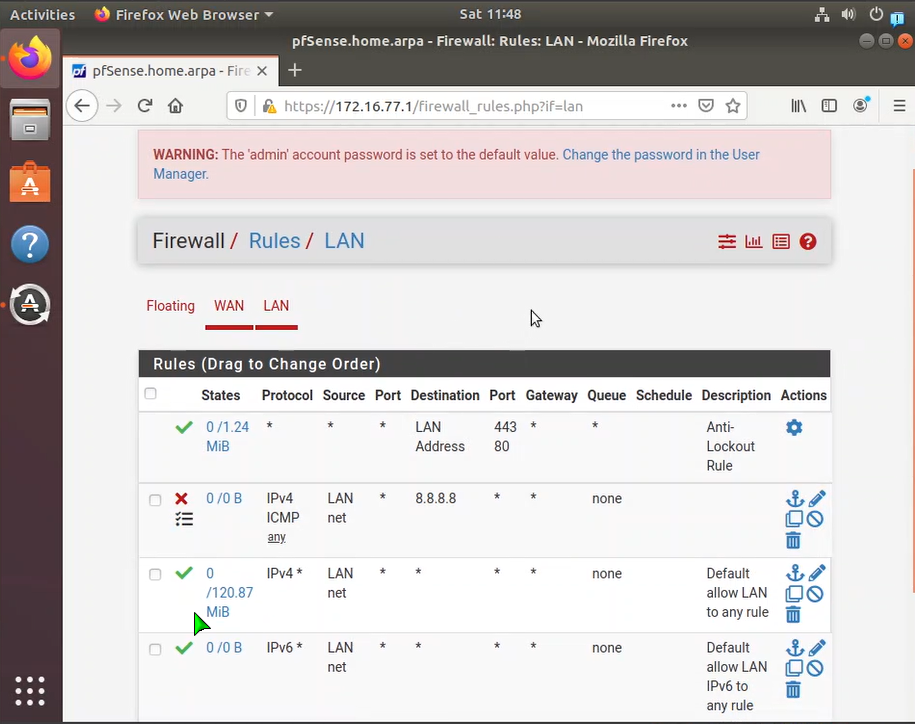 Activities Firefox Web Browser Sat 11:48
pfSense.home.arpa - Firewall: Rules: LAN - Mozilla Firefox
pfSense.home.arpa - Fire
https://172.16.77.1/firewall_rules.php?if=lan
WARNING: The 'admin' account password is set to the default value. Change the password in the User
Manager.
Firewall / Rules / LAN
Floating WAN LAN
Rules (Drag to Change Order)
States Protocol Source Port Destination Port Gateway Queue Schedule Description Actions
0 /1.24 * * * LAN 443 * * Anti-
MiB Address 80 Lockout
Rule
0 /0 B IPv4 LAN * 8.8.8.8 * * none
ICMP net
any
0 IPv4 * LAN * * * * none Default
/120.87 net allow LAN
MiB to any rule
0 /0 B IPv6 * LAN * * * * none Default
net allow LAN
IPv6 to
any rule